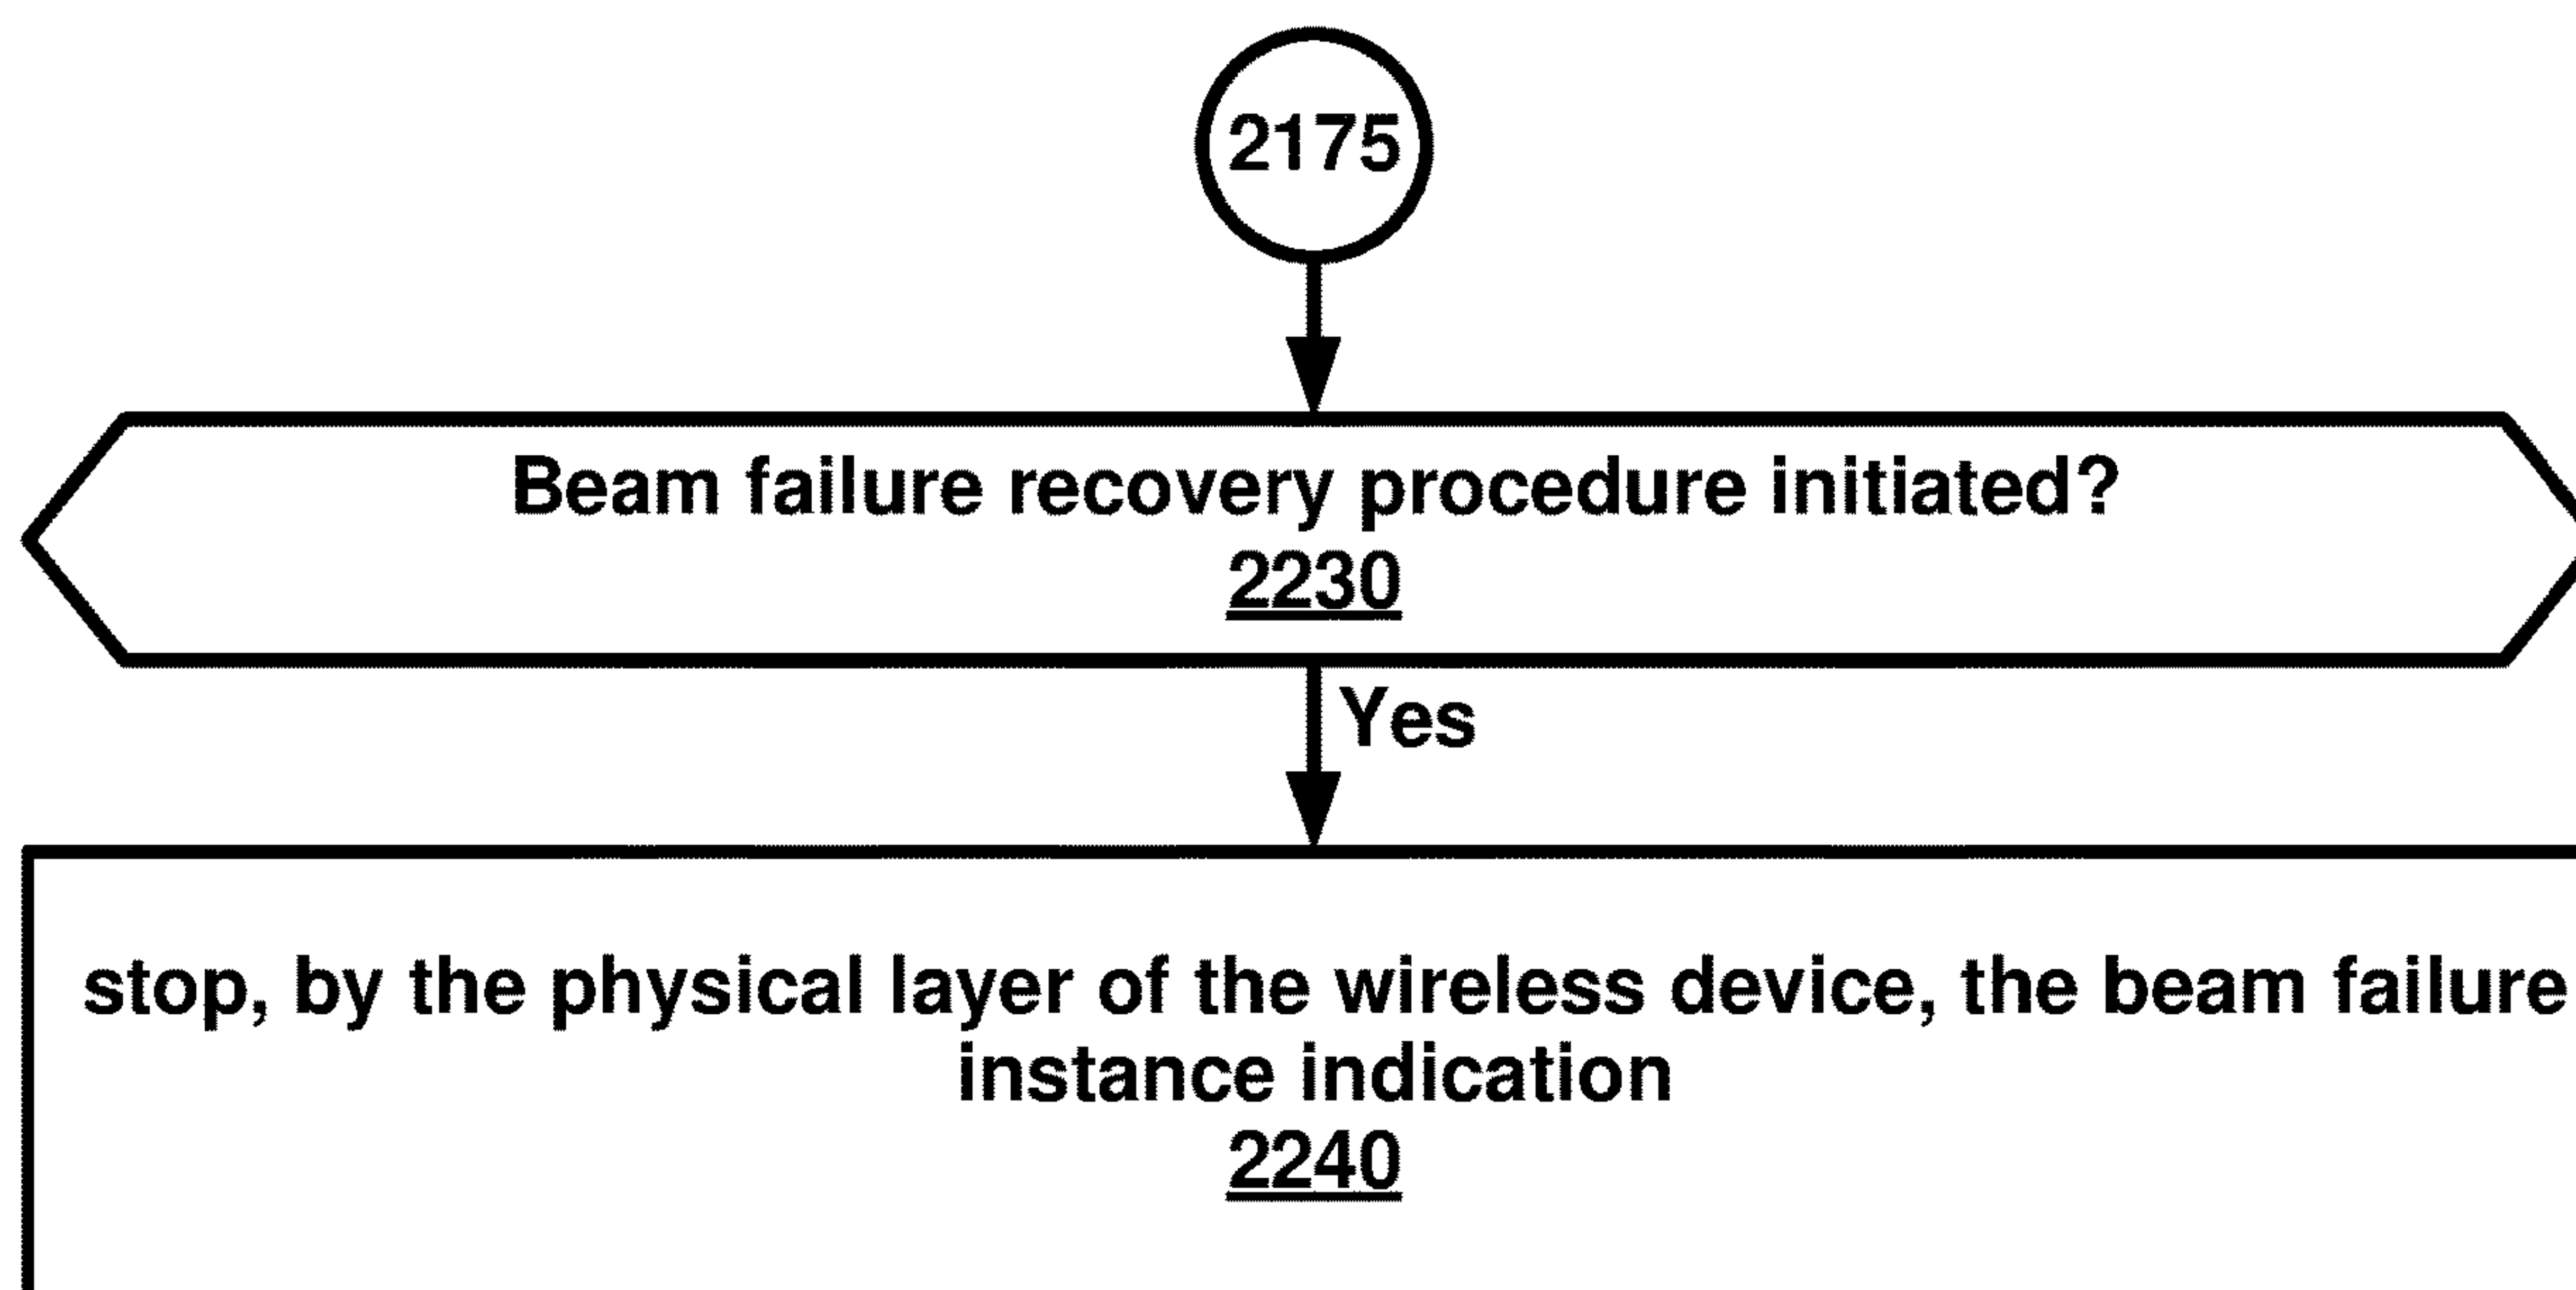 2175
Beam failure recovery procedure initiated?
2230
Yes
stop, by the physical layer of the wireless device, the beam failure
instance indication
2240